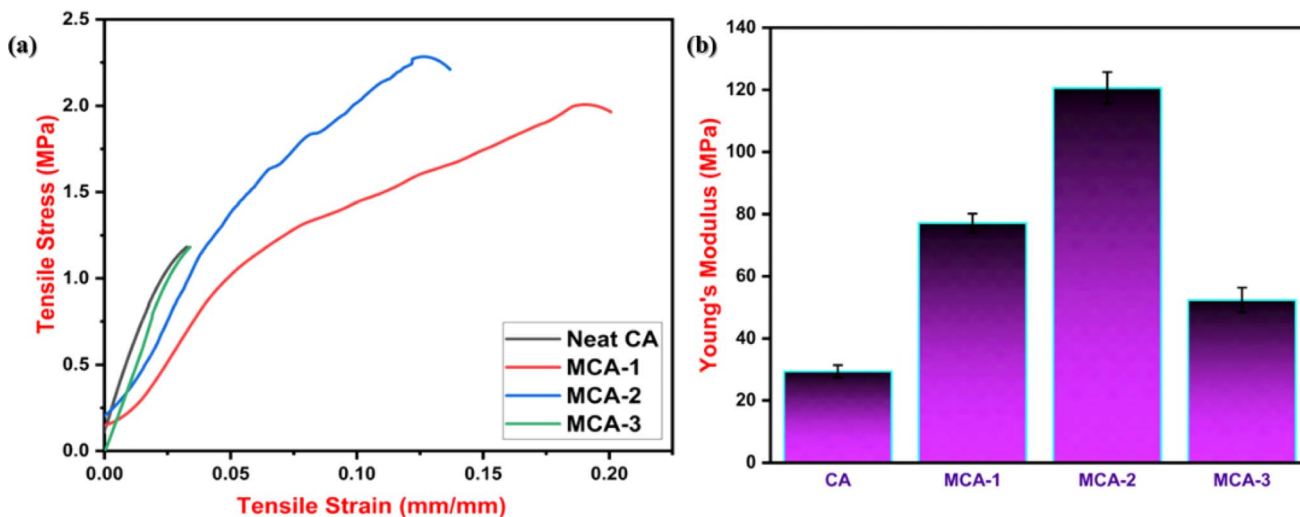 (a)
Tensile Stress (MPa)
2.5
2.0
1.5
1.0
0.5
0.0
Neat CA
MCA-1
MCA-2
MCA-3
0.00 0.05 0.10 0.15 0.20
Tensile Strain (mm/mm)
(b)
Young's Modulus (MPa)
140
120
100
80
60
40
20
0
CA MCA-1 MCA-2 MCA-3